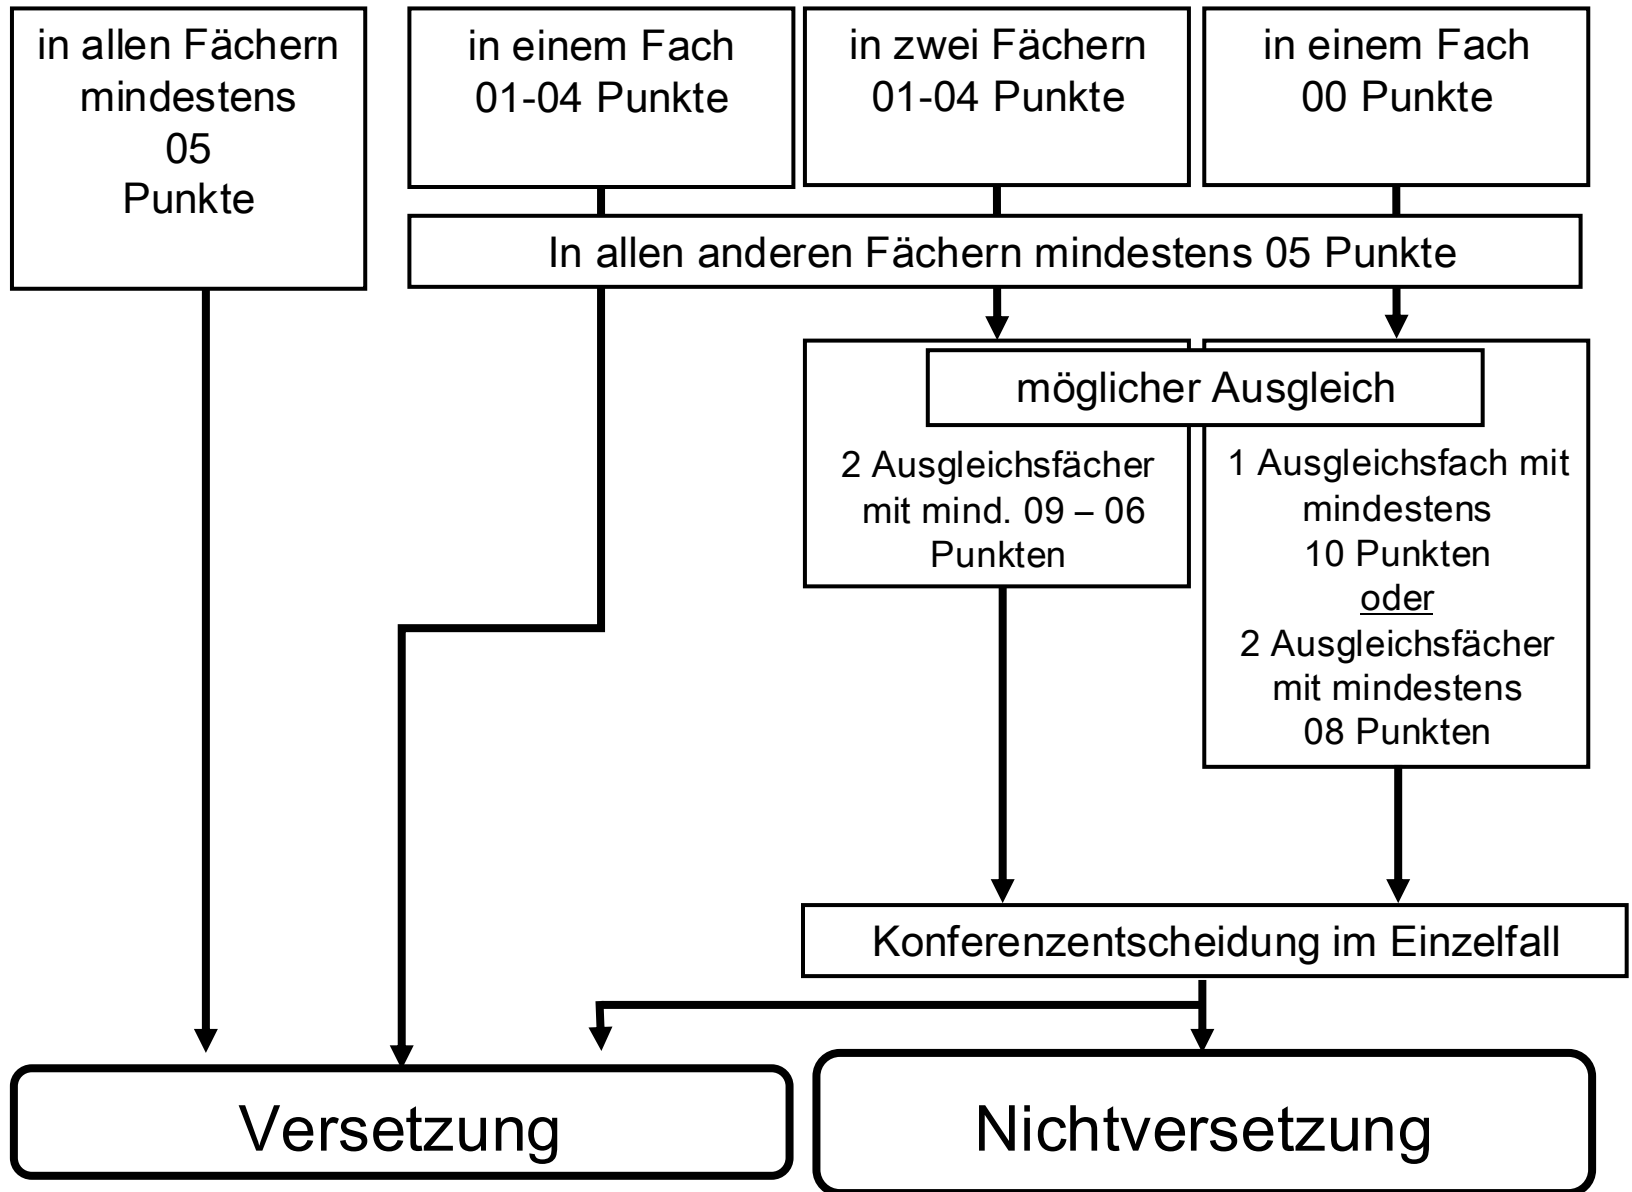 in allen Fächern
mindestens
05
Punkte
in einem Fach
01-04 Punkte
in zwei Fächern
01-04 Punkte
in einem Fach
00 Punkte
In allen anderen Fächern mindestens 05 Punkte
möglicher Ausgleich
2 Ausgleichsfächer
mit mind. 09 – 06
Punkten
1 Ausgleichsfach mit
mindestens
10 Punkten
oder
2 Ausgleichsfächer
mit mindestens
08 Punkten
Konferenzentscheidung im Einzelfall
Versetzung
Nichtversetzung